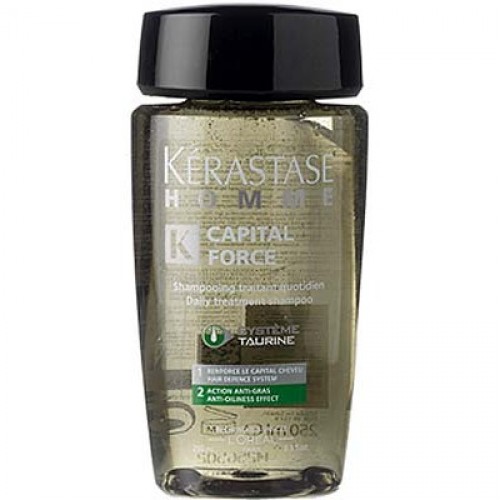 KÉRASTASE
HOMME
K CAPITAL
FORCE
Shampooing traitant quotidien
Daily treatment shampoo
SYSTÈME
TAURINE
1 RENFORCE LE CAPITAL CHEVEU
HAIR DEFENCE SYSTEM
2 ACTION ANTI-GRAS
ANTI-OILINESS EFFECT
L'ORÉAL